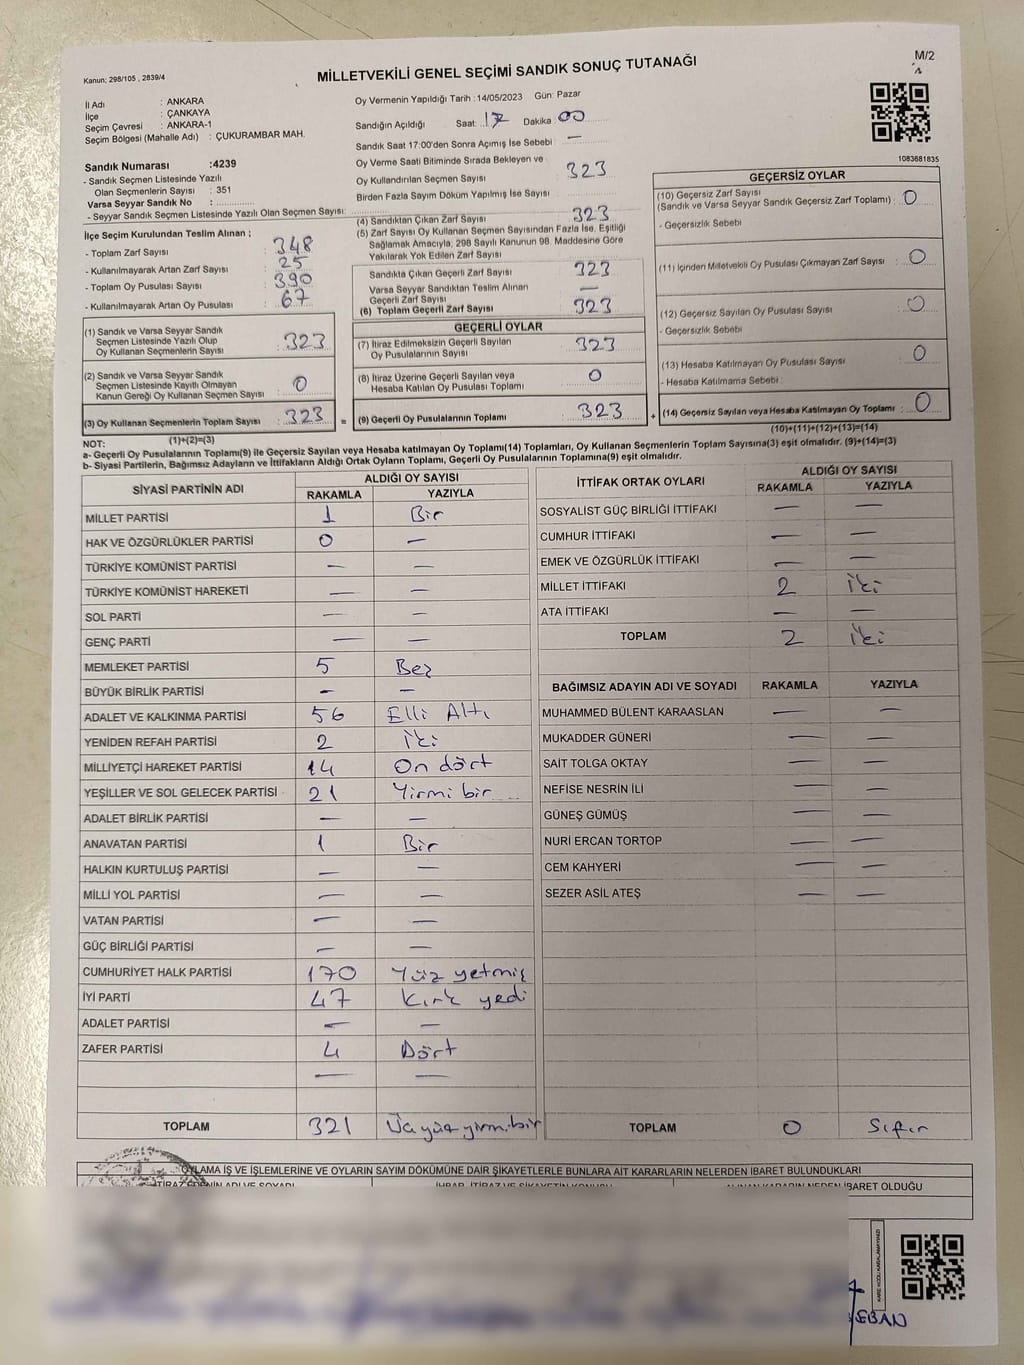 Kanun; 298/105 , 2839/4
M/2
MİLLETVEKİLİ GENEL SEÇİMİ SANDIK SONUÇ TUTANAĞI
İl Adı : ANKARA
İlçe : ÇANKAYA
Seçim Çevresi : ANKARA-1
Seçim Bölgesi (Mahalle Adı) : ÇUKURAMBAR MAH.
Sandık Numarası :4239
- Sandık Seçmen Listesinde Yazılı
Olan Seçmenlerin Sayısı : 351
Varsa Seyyar Sandık No :
- Seyyar Sandık Seçmen Listesinde Yazılı Olan Seçmen Sayısı:
Oy Vermenin Yapıldığı Tarih :14/05/2023 Gün: Pazar
Sandığın Açıldığı Saat: 17 Dakika 00
Sandık Saat 17:00'den Sonra Açımış İse Sebebi —
Oy Verme Saati Bitiminde Sırada Bekleyen ve
Oy Kullandırılan Seçmen Sayısı 323
Birden Fazla Sayım Döküm Yapılmış İse Sayısı
1083681835
İlçe Seçim Kurulundan Teslim Alınan ;
- Toplam Zarf Sayısı : 348
- Kullanılmayarak Artan Zarf Sayısı : 25
- Toplam Oy Pusulası Sayısı : 390
- Kullanılmayarak Artan Oy Pusulası : 67
(4) Sandıktan Çıkan Zarf Sayısı 323
(5) Zarf Sayısı Oy Kullanan Seçmen Sayısından Fazla İse, Eşitliği
Sağlamak Amacıyla, 298 Sayılı Kanunun 98. Maddesine Göre
Yakılarak Yok Edilen Zarf Sayısı
Sandıkta Çıkan Geçerli Zarf Sayısı 323
Varsa Seyyar Sandıktan Teslim Alınan
Geçerli Zarf Sayısı —
(6) Toplam Geçerli Zarf Sayısı 323
GEÇERSİZ OYLAR
(10) Geçersiz Zarf Sayısı
(Sandık ve Varsa Seyyar Sandık Geçersiz Zarf Toplamı) : 0
- Geçersizlik Sebebi
(11) İçinden Milletvekili Oy Pusulası Çıkmayan Zarf Sayısı : 0
(12) Geçersiz Sayılan Oy Pusulası Sayısı : 0
- Geçersizlik Sebebi
(13) Hesaba Katılmayan Oy Pusulası Sayısı : 0
- Hesaba Katılmama Sebebi :
(14) Geçersiz Sayılan veya Hesaba Katılmayan Oy Toplamı : 0
(10)+(11)+(12)+(13)=(14)
(1) Sandık ve Varsa Seyyar Sandık
Seçmen Listesinde Yazılı Olup
Oy Kullanan Seçmenlerin Sayısı : 323
(2) Sandık ve Varsa Seyyar Sandık
Seçmen Listesinde Kayıtlı Olmayan
Kanun Gereği Oy Kullanan Seçmen Sayısı : 0
(3) Oy Kullanan Seçmenlerin Toplam Sayısı : 323 =
(1)+(2)=(3)
GEÇERLİ OYLAR
(7) İtiraz Edilmeksizin Geçerli Sayılan
Oy Pusulalarının Sayısı : 323
(8) İtiraz Üzerine Geçerli Sayılan veya
Hesaba Katılan Oy Pusulası Toplamı : 0
(9) Geçerli Oy Pusulalarının Toplamı : 323 +
NOT:
a- Geçerli Oy Pusulalarının Toplamı(9) ile Geçersiz Sayılan veya Hesaba katılmayan Oy Toplamı(14) Toplamları, Oy Kullanan Seçmenlerin Toplam Sayısına(3) eşit olmalıdır. (9)+(14)=(3)
b- Siyasi Partilerin, Bağımsız Adayların ve İttifakların Aldığı Ortak Oyların Toplamı, Geçerli Oy Pusulalarının Toplamına(9) eşit olmalıdır.
SİYASİ PARTİNİN ADI ALDIĞI OY SAYISI
RAKAMLA YAZIYLA
MİLLET PARTİSİ 1 Bir
HAK VE ÖZGÜRLÜKLER PARTİSİ 0 —
TÜRKİYE KOMÜNİST PARTİSİ — —
TÜRKİYE KOMÜNİST HAREKETİ — —
SOL PARTİ — —
GENÇ PARTİ — —
MEMLEKET PARTİSİ 5 Beş
BÜYÜK BİRLİK PARTİSİ — —
ADALET VE KALKINMA PARTİSİ 56 Elli Altı
YENİDEN REFAH PARTİSİ 2 İki
MİLLİYETÇİ HAREKET PARTİSİ 14 On dört
YEŞİLLER VE SOL GELECEK PARTİSİ 21 Yirmi bir
ADALET BİRLİK PARTİSİ — —
ANAVATAN PARTİSİ 1 Bir
HALKIN KURTULUŞ PARTİSİ — —
MİLLİ YOL PARTİSİ — —
VATAN PARTİSİ — —
GÜÇ BİRLİĞİ PARTİSİ — —
CUMHURİYET HALK PARTİSİ 170 Yüz yetmiş
İYİ PARTİ 47 Kırk yedi
ADALET PARTİSİ — —
ZAFER PARTİSİ 4 Dört
— —
TOPLAM 321 Üçyüzyirmibir
İTTİFAK ORTAK OYLARI ALDIĞI OY SAYISI
RAKAMLA YAZIYLA
SOSYALİST GÜÇ BİRLİĞİ İTTİFAKI — —
CUMHUR İTTİFAKI — —
EMEK VE ÖZGÜRLÜK İTTİFAKI — —
MİLLET İTTİFAKI 2 İki
ATA İTTİFAKI — —
TOPLAM 2 İki
BAĞIMSIZ ADAYIN ADI VE SOYADI RAKAMLA YAZIYLA
MUHAMMED BÜLENT KARAASLAN — —
MUKADDER GÜNERİ — —
SAİT TOLGA OKTAY — —
NEFİSE NESRİN İLİ — —
GÜNEŞ GÜMÜŞ — —
NURİ ERCAN TORTOP — —
CEM KAHYERİ — —
SEZER ASİL ATEŞ — —
TOPLAM 0 Sıfır
OYLAMA İŞ VE İŞLEMLERİNE VE OYLARIN SAYIM DÖKÜMÜNE DAİR ŞİKAYETLERLE BUNLARA AİT KARARLARIN NELERDEN İBARET BULUNDUKLARI
İTİRAZ EDENİN ADI VE SOYADI İHBAR, İTİRAZ VE ŞİKAYETİN KONUSU ALINAN KARARIN NEDEN İBARET OLDUĞU